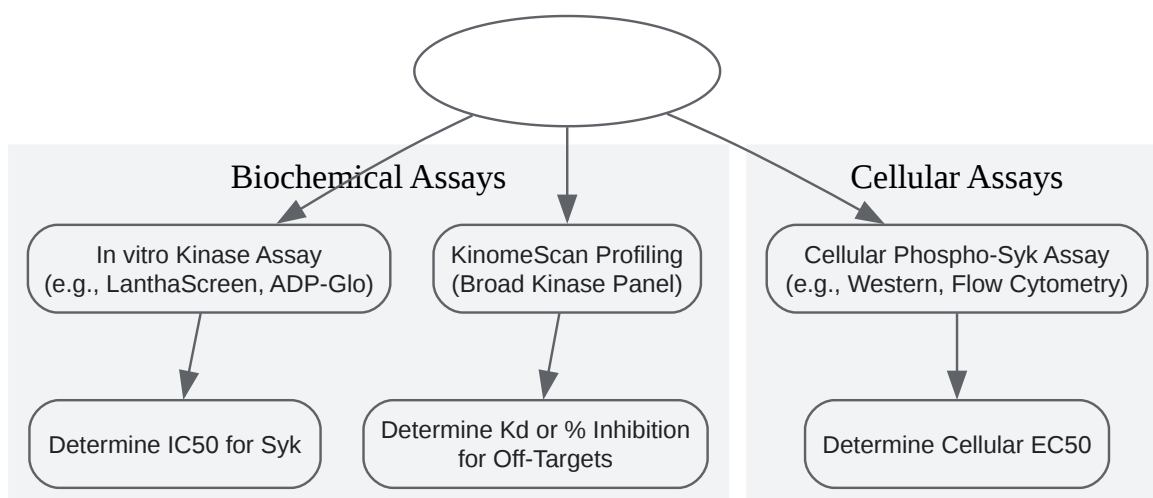 Biochemical Assays
Cellular Assays
In vitro Kinase Assay
(e.g., LanthaScreen, ADP-Glo)
KinomeScan Profiling
(Broad Kinase Panel)
Cellular Phospho-Syk Assay
(e.g., Western, Flow Cytometry)
Determine IC50 for Syk
Determine Kd or % Inhibition
for Off-Targets
Determine Cellular EC50